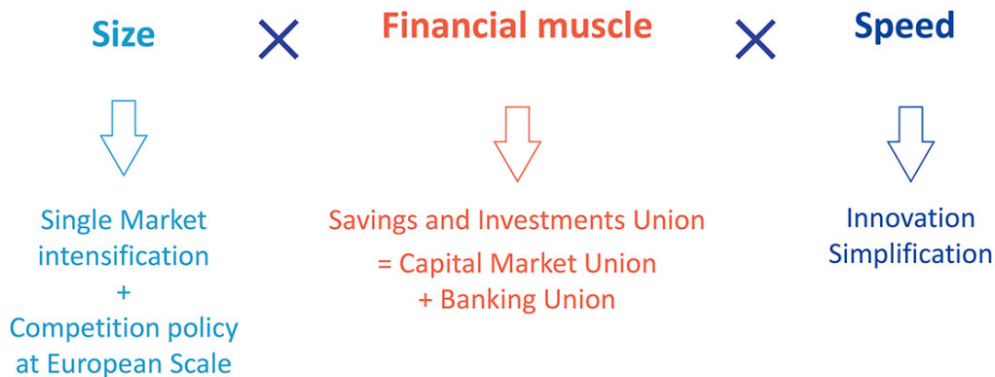 Size × Financial muscle × Speed
Single Market
intensification
+
Competition policy
at European Scale
Savings and Investments Union
= Capital Market Union
+ Banking Union
Innovation
Simplification